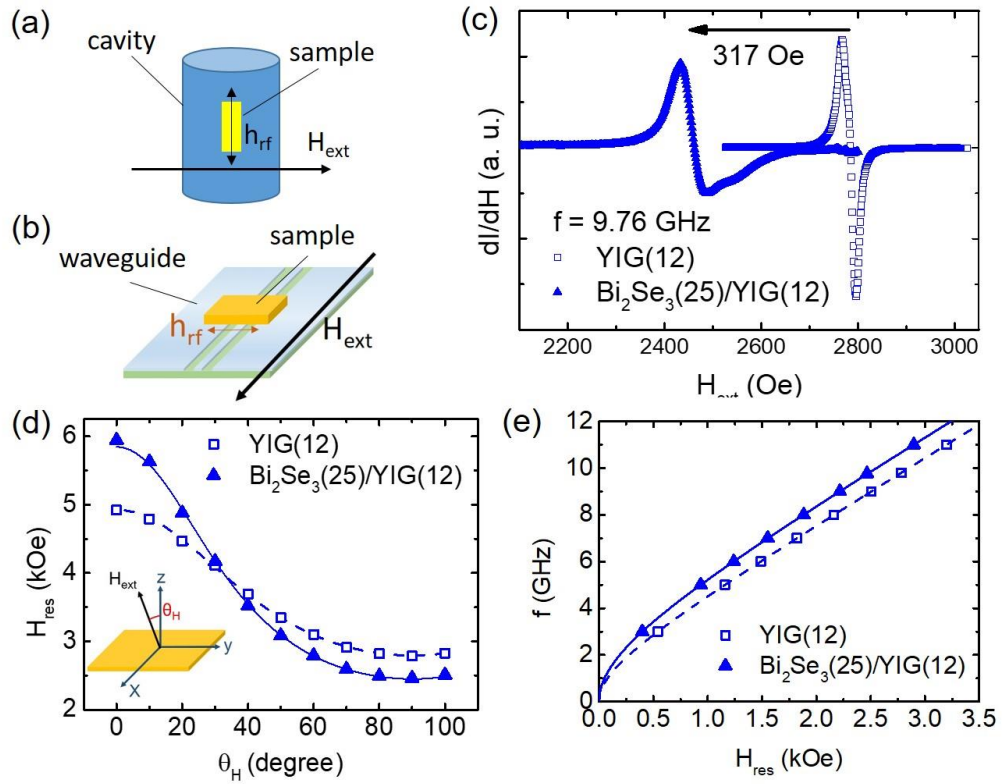 (a)
cavity
sample
h_rf
H_ext
(b)
waveguide
sample
h_rf
H_ext
(c)
317 Oe
f = 9.76 GHz
YIG(12)
Bi₂Se₃(25)/YIG(12)
dI/dH (a. u.)
2200 2400 2600 2800 3000
H_ext (Oe)
(d)
YIG(12)
Bi₂Se₃(25)/YIG(12)
H_res (kOe)
6
5
4
3
2
H_ext
z
θ_H
y
x
0 20 40 60 80 100
θ_H (degree)
(e)
f (GHz)
12
10
8
6
4
2
0
YIG(12)
Bi₂Se₃(25)/YIG(12)
0.0 0.5 1.0 1.5 2.0 2.5 3.0 3.5
H_res (kOe)